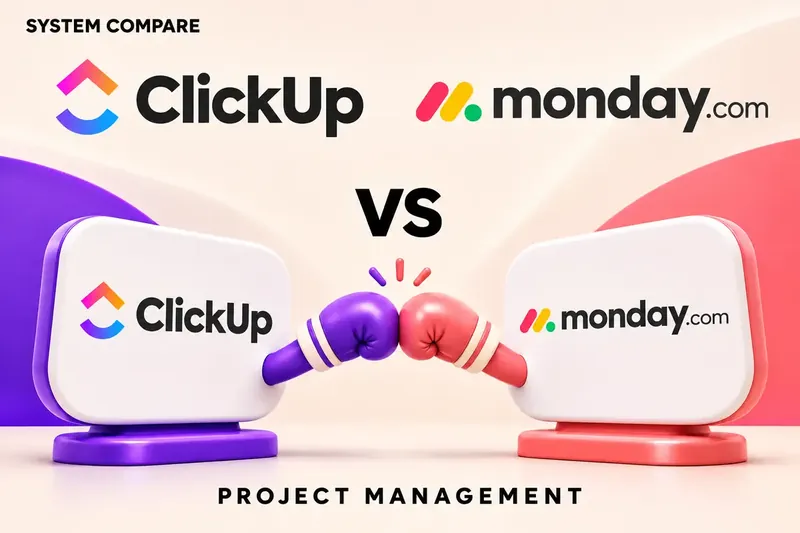 SYSTEM COMPARE
ClickUp
monday.com
VS
ClickUp
monday.com
PROJECT MANAGEMENT